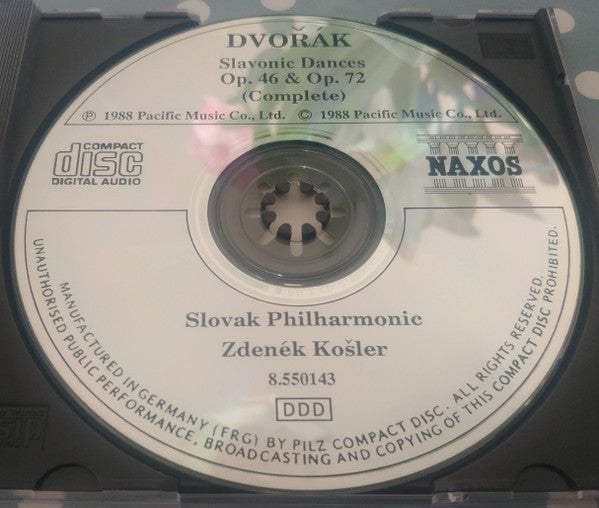 DVOŘÁK
Slavonic Dances
Op. 46 & Op. 72
(Complete)
℗ 1988 Pacific Music Co., Ltd. © 1988 Pacific Music Co., Ltd.
COMPACT
disc
DIGITAL AUDIO
NAXOS
Slovak Philharmonic
Zdenék Košler
8.550143
DDD
MANUFACTURED IN GERMANY (FRG) BY PILZ COMPACT DISC. ALL RIGHTS RESERVED.
UNAUTHORISED PUBLIC PERFORMANCE, BROADCASTING AND COPYING OF THIS COMPACT DISC PROHIBITED.